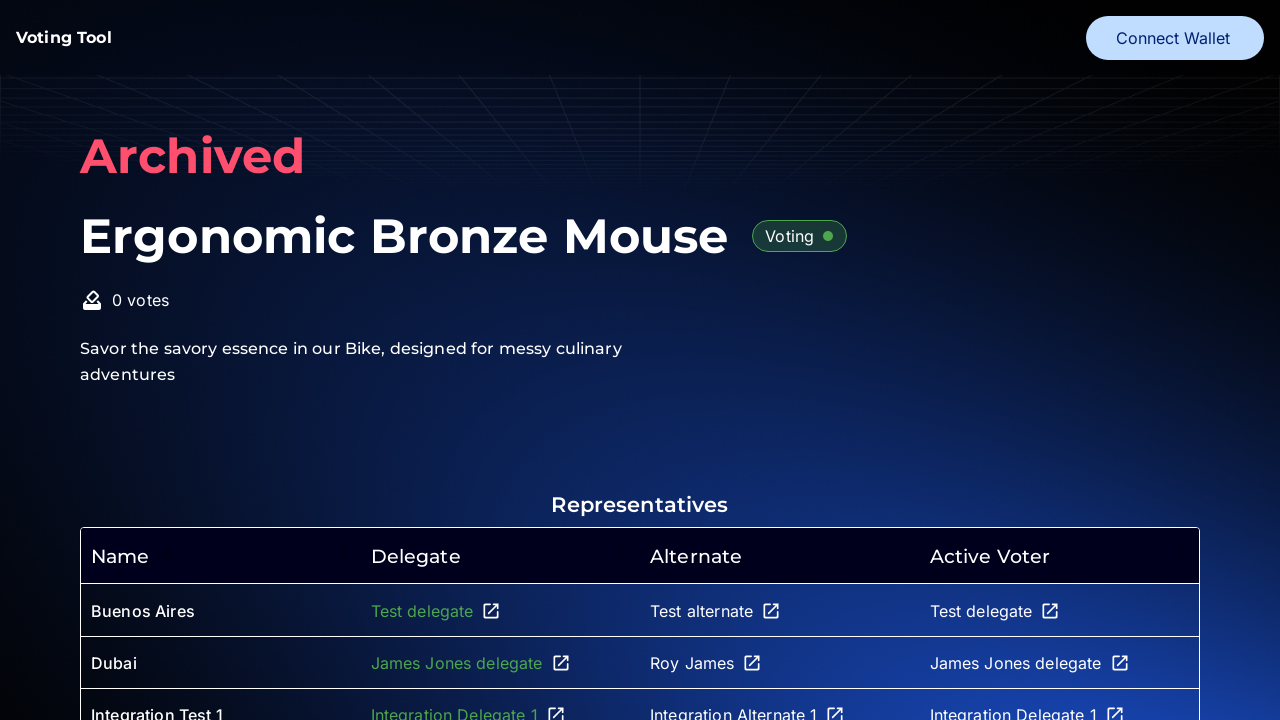 Voting Tool
Connect Wallet
Archived
Ergonomic Bronze Mouse
Voting
0 votes
Savor the savory essence in our Bike, designed for messy culinary
adventures
Representatives
Name Delegate Alternate Active Voter
Buenos Aires Test delegate Test alternate Test delegate
Dubai James Jones delegate Roy James James Jones delegate
Integration Test 1 Integration Delegate 1 Integration Alternate 1 Integration Delegate 1